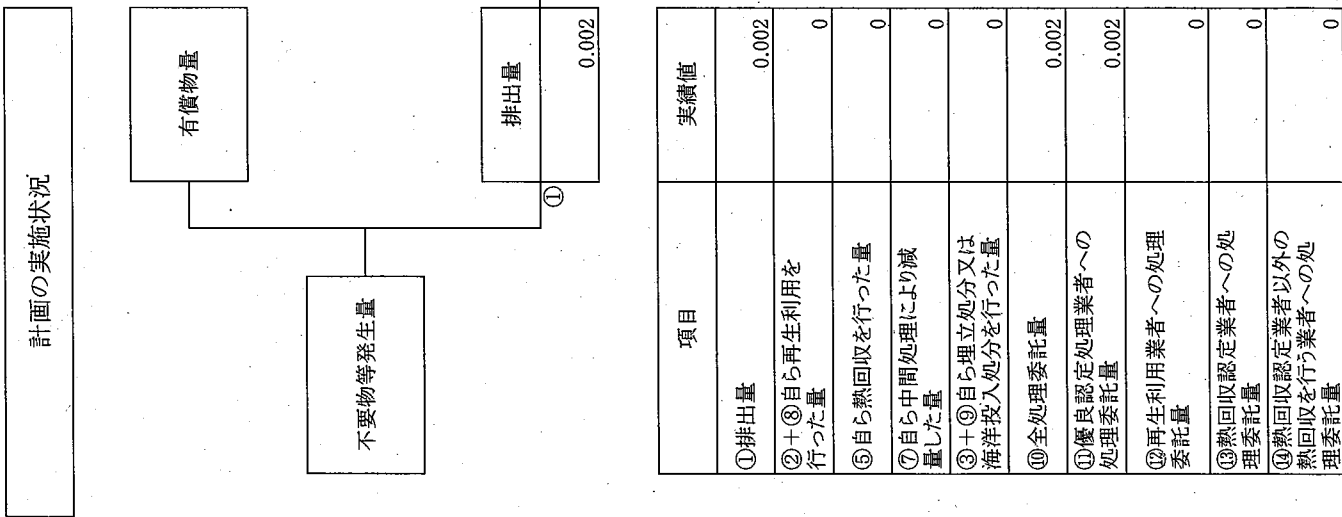 計画の実施状況
有償物量
不要物等発生量
①
排出量
0.002
項目
実績値
①排出量
0.002
②+⑧自ら再生利用を
行った量
0
⑤自ら熱回収を行った量
0
⑦自ら中間処理により減
量した量
0
③+⑨自ら埋立処分又は
海洋投入処分を行った量
0
⑩全処理委託量
0.002
⑪優良認定処理業者への
処理委託量
0.002
⑫再生利用業者への処理
委託量
0
⑬熱回収認定業者への処
理委託量
0
⑭熱回収認定業者以外の
熱回収を行う業者への処
理委託量
0